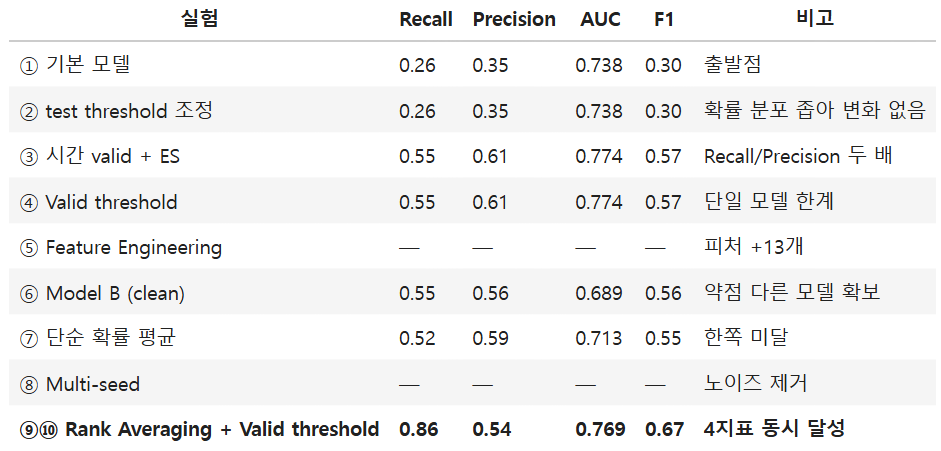 실험 Recall Precision AUC F1 비고
① 기본 모델 0.26 0.35 0.738 0.30 출발점
② test threshold 조정 0.26 0.35 0.738 0.30 확률 분포 좁아 변화 없음
③ 시간 valid + ES 0.55 0.61 0.774 0.57 Recall/Precision 두 배
④ Valid threshold 0.55 0.61 0.774 0.57 단일 모델 한계
⑤ Feature Engineering — — — — 피처 +13개
⑥ Model B (clean) 0.55 0.56 0.689 0.56 약점 다른 모델 확보
⑦ 단순 확률 평균 0.52 0.59 0.713 0.55 한쪽 미달
⑧ Multi-seed — — — — 노이즈 제거
⑨⑩ Rank Averaging + Valid threshold 0.86 0.54 0.769 0.67 4지표 동시 달성